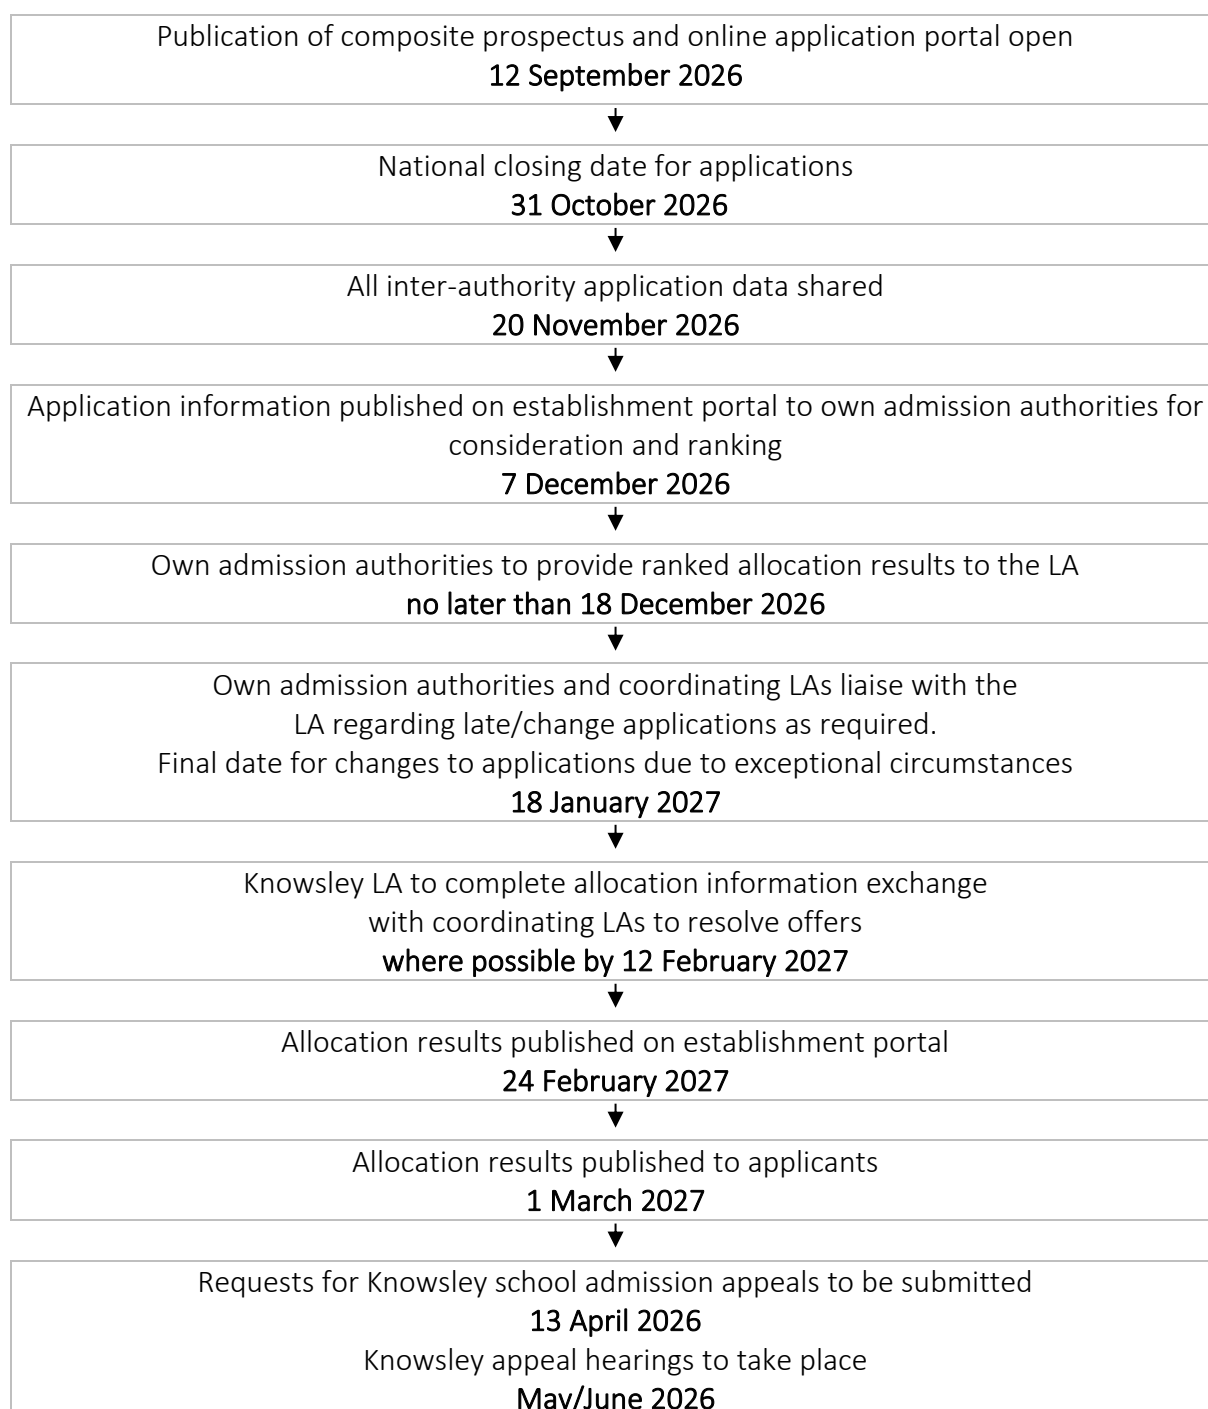 Publication of composite prospectus and online application portal open
12 September 2026
National closing date for applications
31 October 2026
All inter-authority application data shared
20 November 2026
Application information published on establishment portal to own admission authorities for
consideration and ranking
7 December 2026
Own admission authorities to provide ranked allocation results to the LA
no later than 18 December 2026
Own admission authorities and coordinating LAs liaise with the
LA regarding late/change applications as required.
Final date for changes to applications due to exceptional circumstances
18 January 2027
Knowsley LA to complete allocation information exchange
with coordinating LAs to resolve offers
where possible by 12 February 2027
Allocation results published on establishment portal
24 February 2027
Allocation results published to applicants
1 March 2027
Requests for Knowsley school admission appeals to be submitted
13 April 2026
Knowsley appeal hearings to take place
May/June 2026